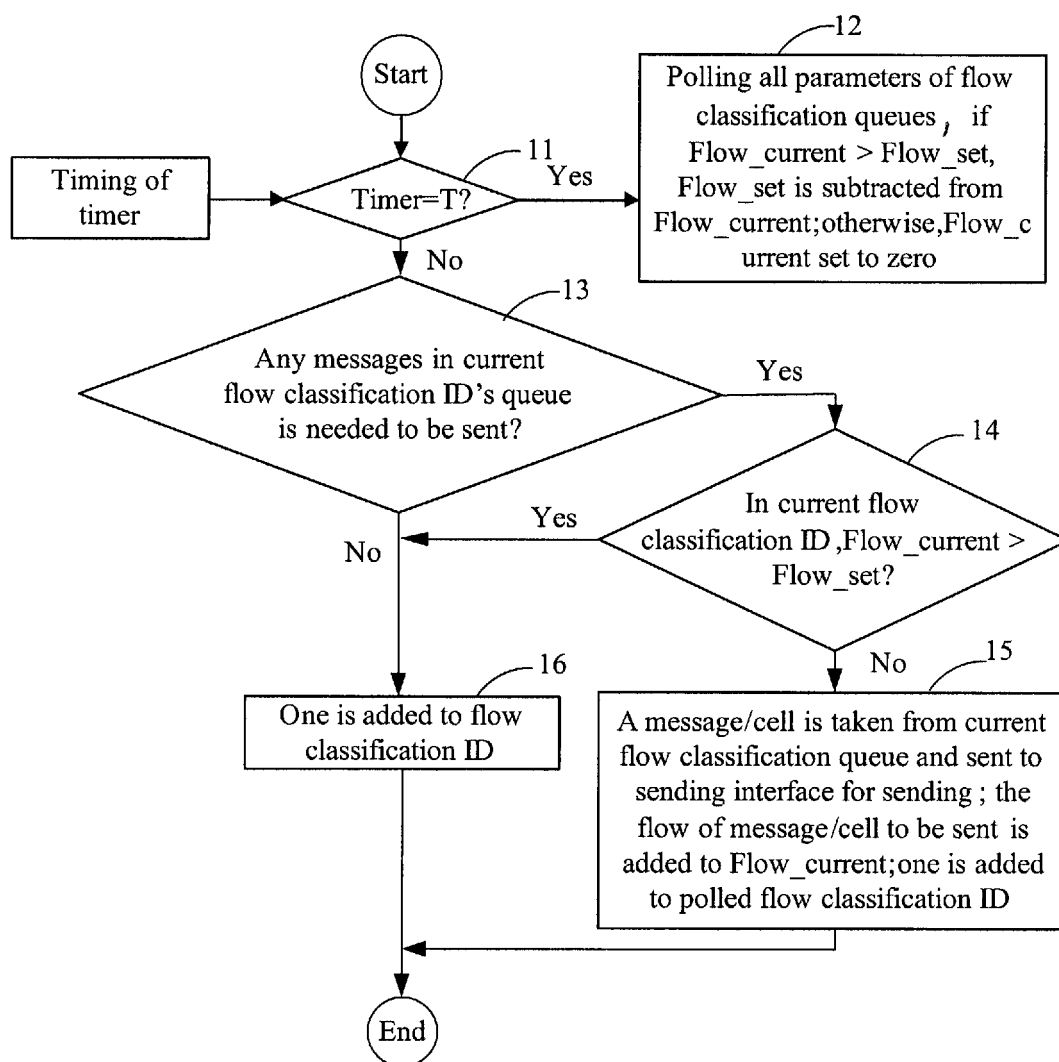 Start
12
Polling all parameters of flow
classification queues, if
Flow_current > Flow_set,
Flow_set is subtracted from
Flow_current;otherwise,Flow_c
urrent set to zero
11
Timing of
timer
Timer=T?
Yes
No
13
Any messages in current
flow classification ID's queue
is needed to be sent?
Yes
14
In current flow
classification ID,Flow_current >
Flow_set?
Yes
No
No
16
One is added to flow
classification ID
15
A message/cell is taken from current
flow classification queue and sent to
sending interface for sending; the
flow of message/cell to be sent is
added to Flow_current;one is added
to polled flow classification ID
End